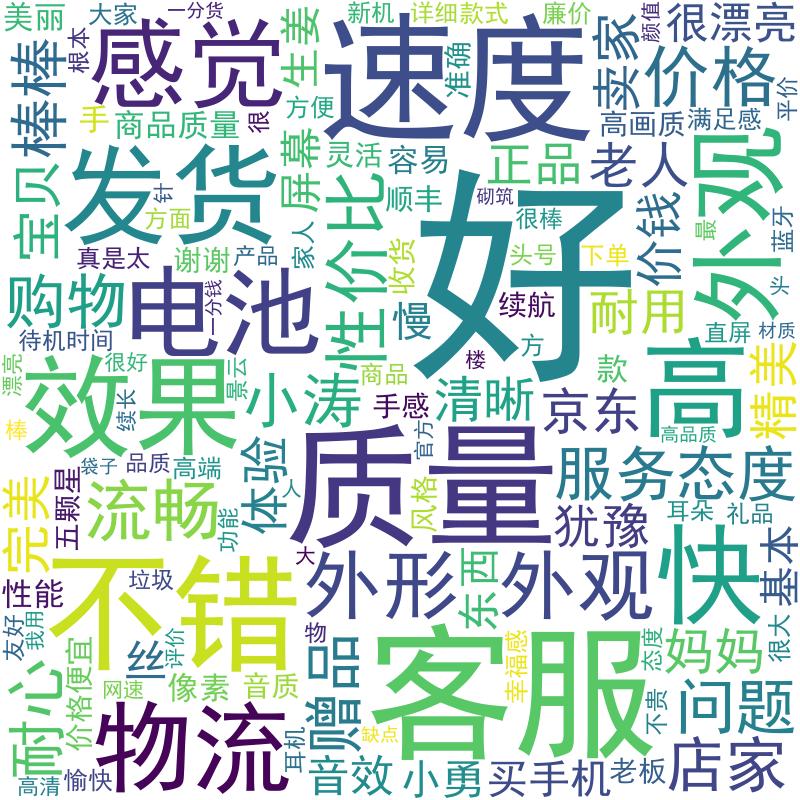 美丽
大家
一分货
根本
感觉
生姜
新机
详细款式
廉价
颜值
很漂亮
棒棒
手
商品质量
很
方便
速度
准确
卖家
价格
平价
高画质
满足感
宝贝
发货
针
方面
屏幕
灵活
容易
正品
老人
外观
性价比
顺丰
砌筑
很棒
好
价钱
最
蓝牙
真是太
谢谢
产品
家人
收货
头号
下单
头
购物
电池
一分钱
慢
续航
耐用
方
直屏
材质
待机时间
漂亮
效果
很好
续长
景云
小涛
商品
手感
清晰
楼
京东
款
高
精美
高品质
棒
袋子
品质
高端
体验
人
质量
官方
风格
服务态度
完美
五颗星
流畅
功能
犹豫
耳朵
礼品
性能
垃圾
不错
大
外形外观
东西
快
基本
友好
我用
丝
评价
物
赠品
客服
幸福感
态度
妈妈
很大
耐心
价格便宜
网速
像素
音质
缺点
不贵
问题
物流
耳机
高清
愉快
音效
小勇
买手机
老板
店家